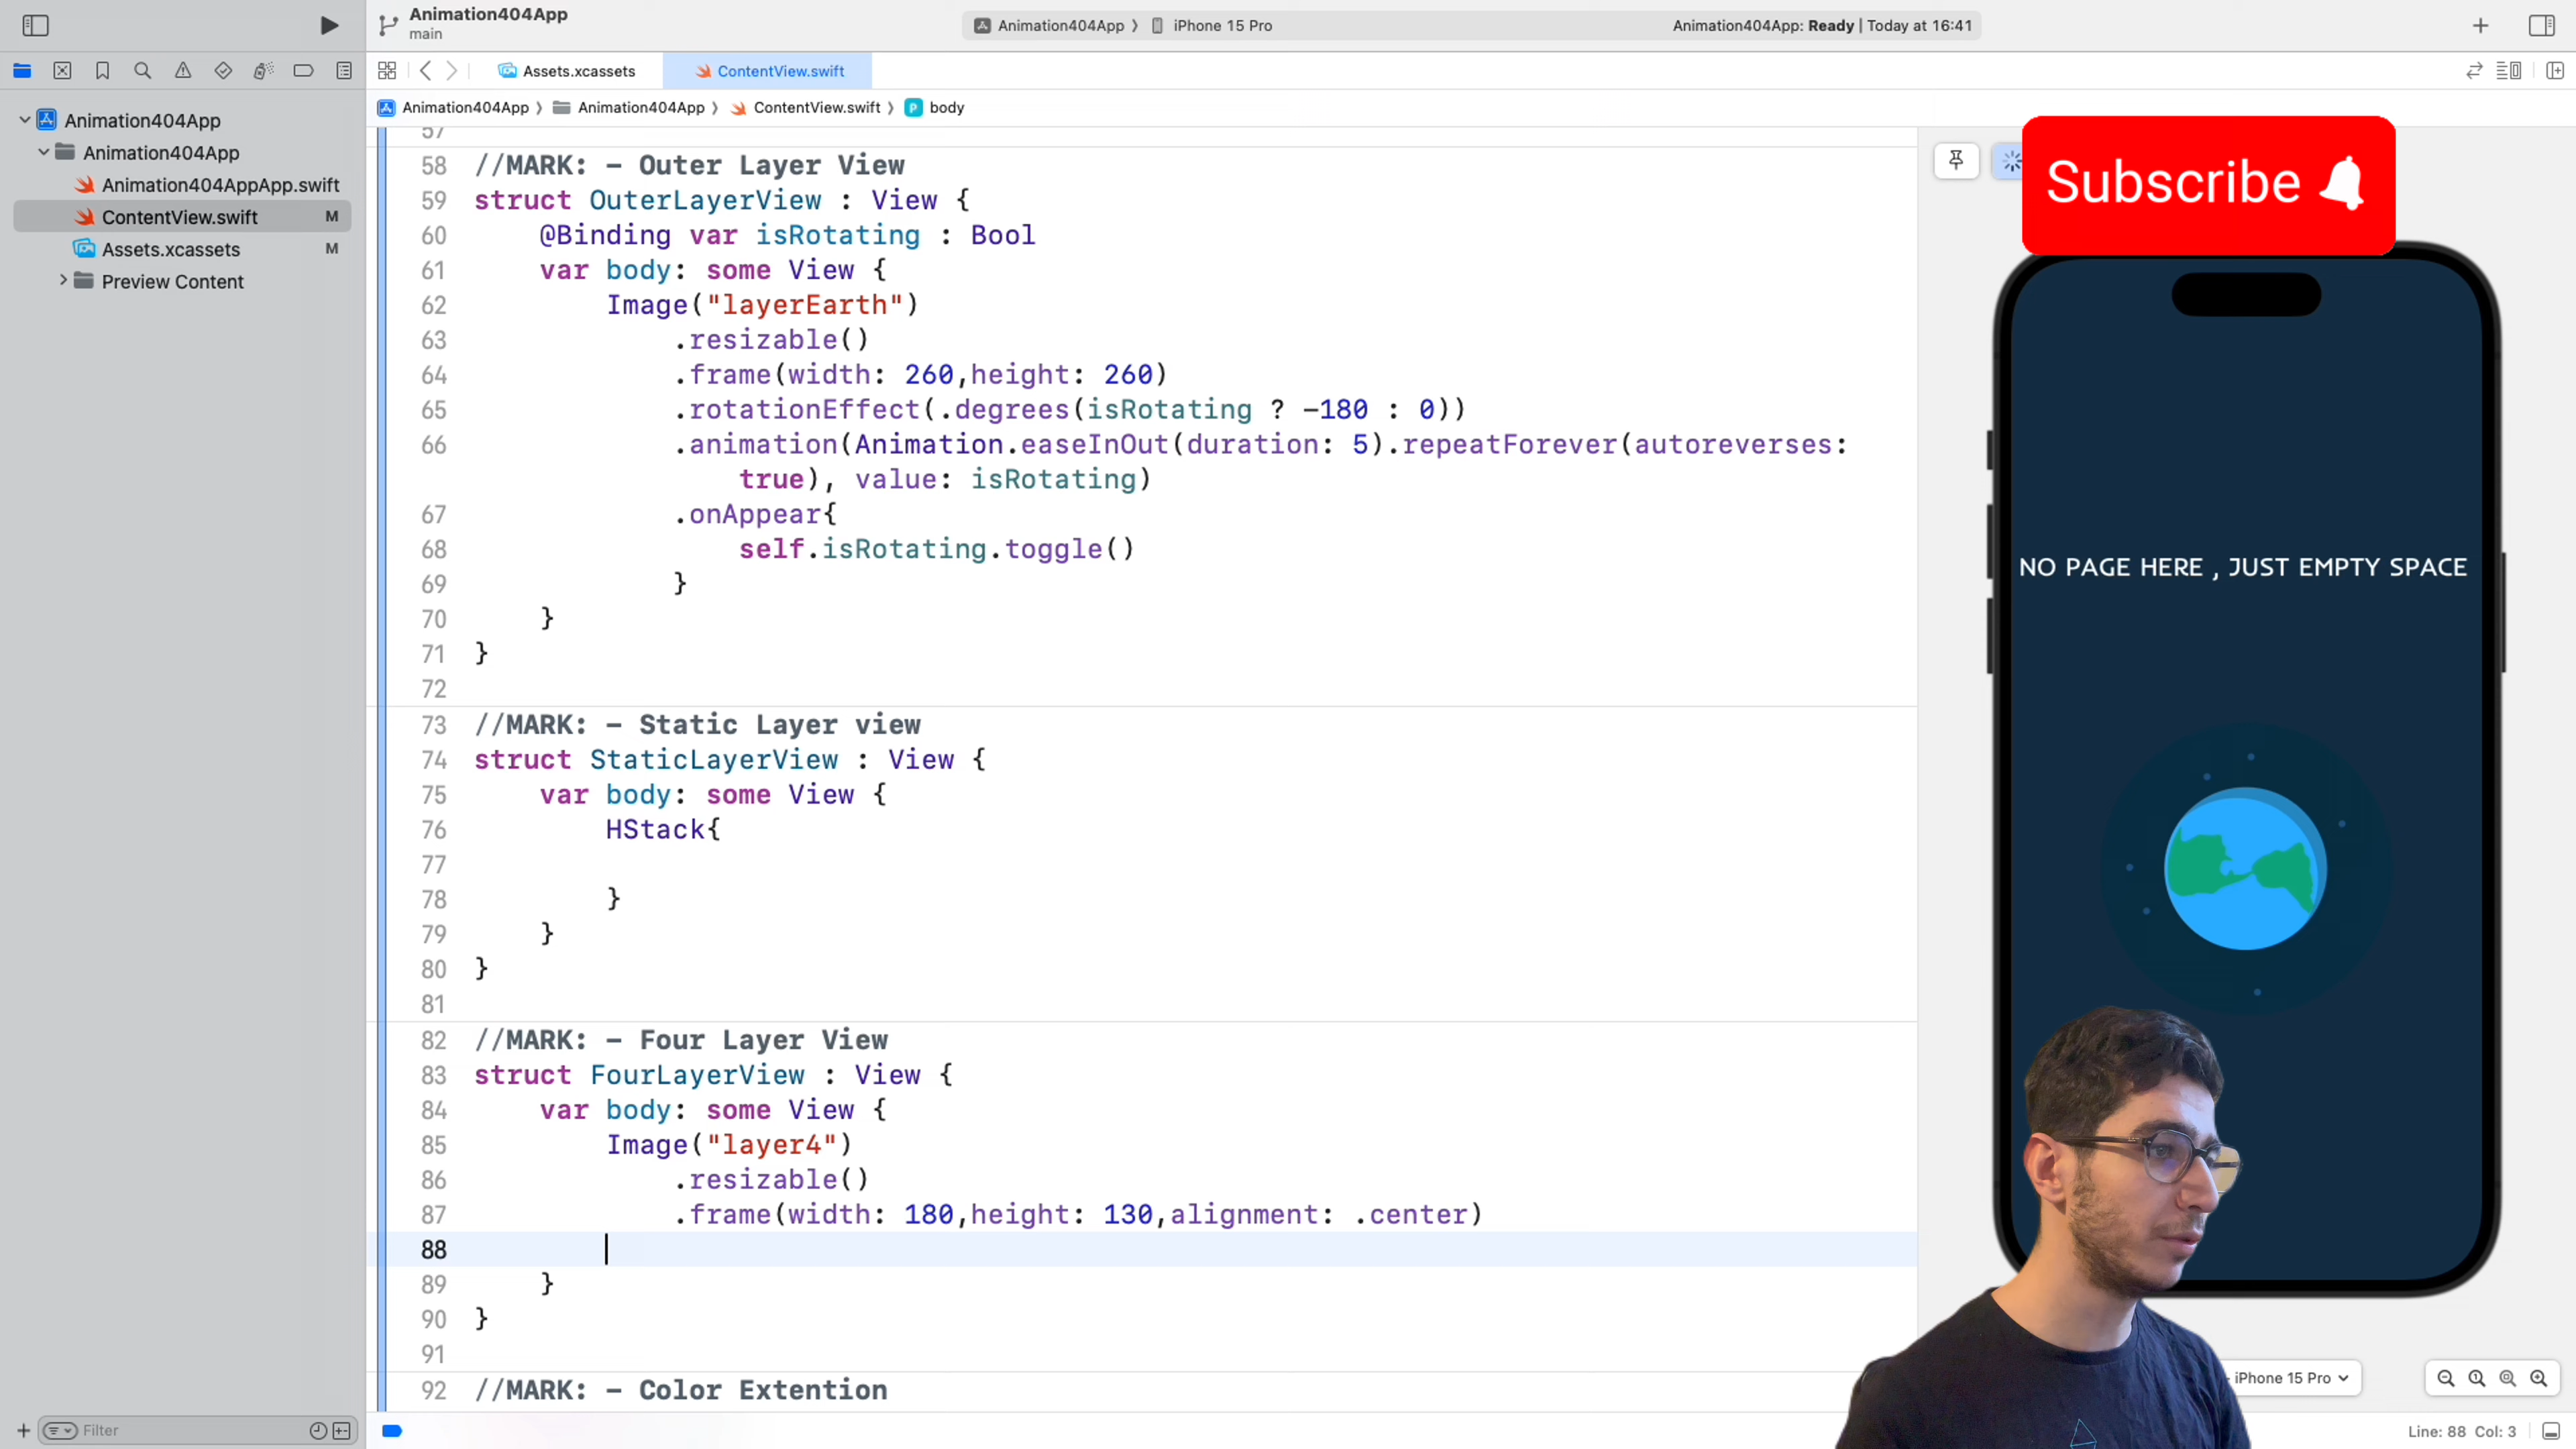 Animation404App
main
Animation404App ⟩ iPhone 15 Pro
Animation404App: Ready | Today at 16:41
Assets.xcassets
ContentView.swift
Animation404App ⟩ Animation404App ⟩ ContentView.swift ⟩ P body
Animation404App
Animation404App
Animation404AppApp.swift
ContentView.swift M
Assets.xcassets M
Preview Content
57
58 //MARK: - Outer Layer View
59 struct OuterLayerView : View {
60 @Binding var isRotating : Bool
61 var body: some View {
62 Image("layerEarth")
63 .resizable()
64 .frame(width: 260,height: 260)
65 .rotationEffect(.degrees(isRotating ? -180 : 0))
66 .animation(Animation.easeInOut(duration: 5).repeatForever(autoreverses:
true), value: isRotating)
67 .onAppear{
68 self.isRotating.toggle()
69 }
70 }
71 }
72
73 //MARK: - Static Layer view
74 struct StaticLayerView : View {
75 var body: some View {
76 HStack{
77
78 }
79 }
80 }
81
82 //MARK: - Four Layer View
83 struct FourLayerView : View {
84 var body: some View {
85 Image("layer4")
86 .resizable()
87 .frame(width: 180,height: 130,alignment: .center)
88
89 }
90 }
91
92 //MARK: - Color Extention
Subscribe
NO PAGE HERE , JUST EMPTY SPACE
iPhone 15 Pro
Filter
Line: 88 Col: 3